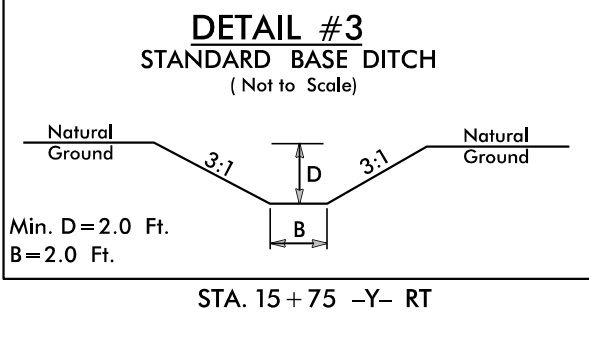 DETAIL #3
STANDARD BASE DITCH
( Not to Scale)
Natural
Ground
3:1
D
3:1
Natural
Ground
B
Min. D=2.0 Ft.
B=2.0 Ft.
STA. 15+75 -Y- RT